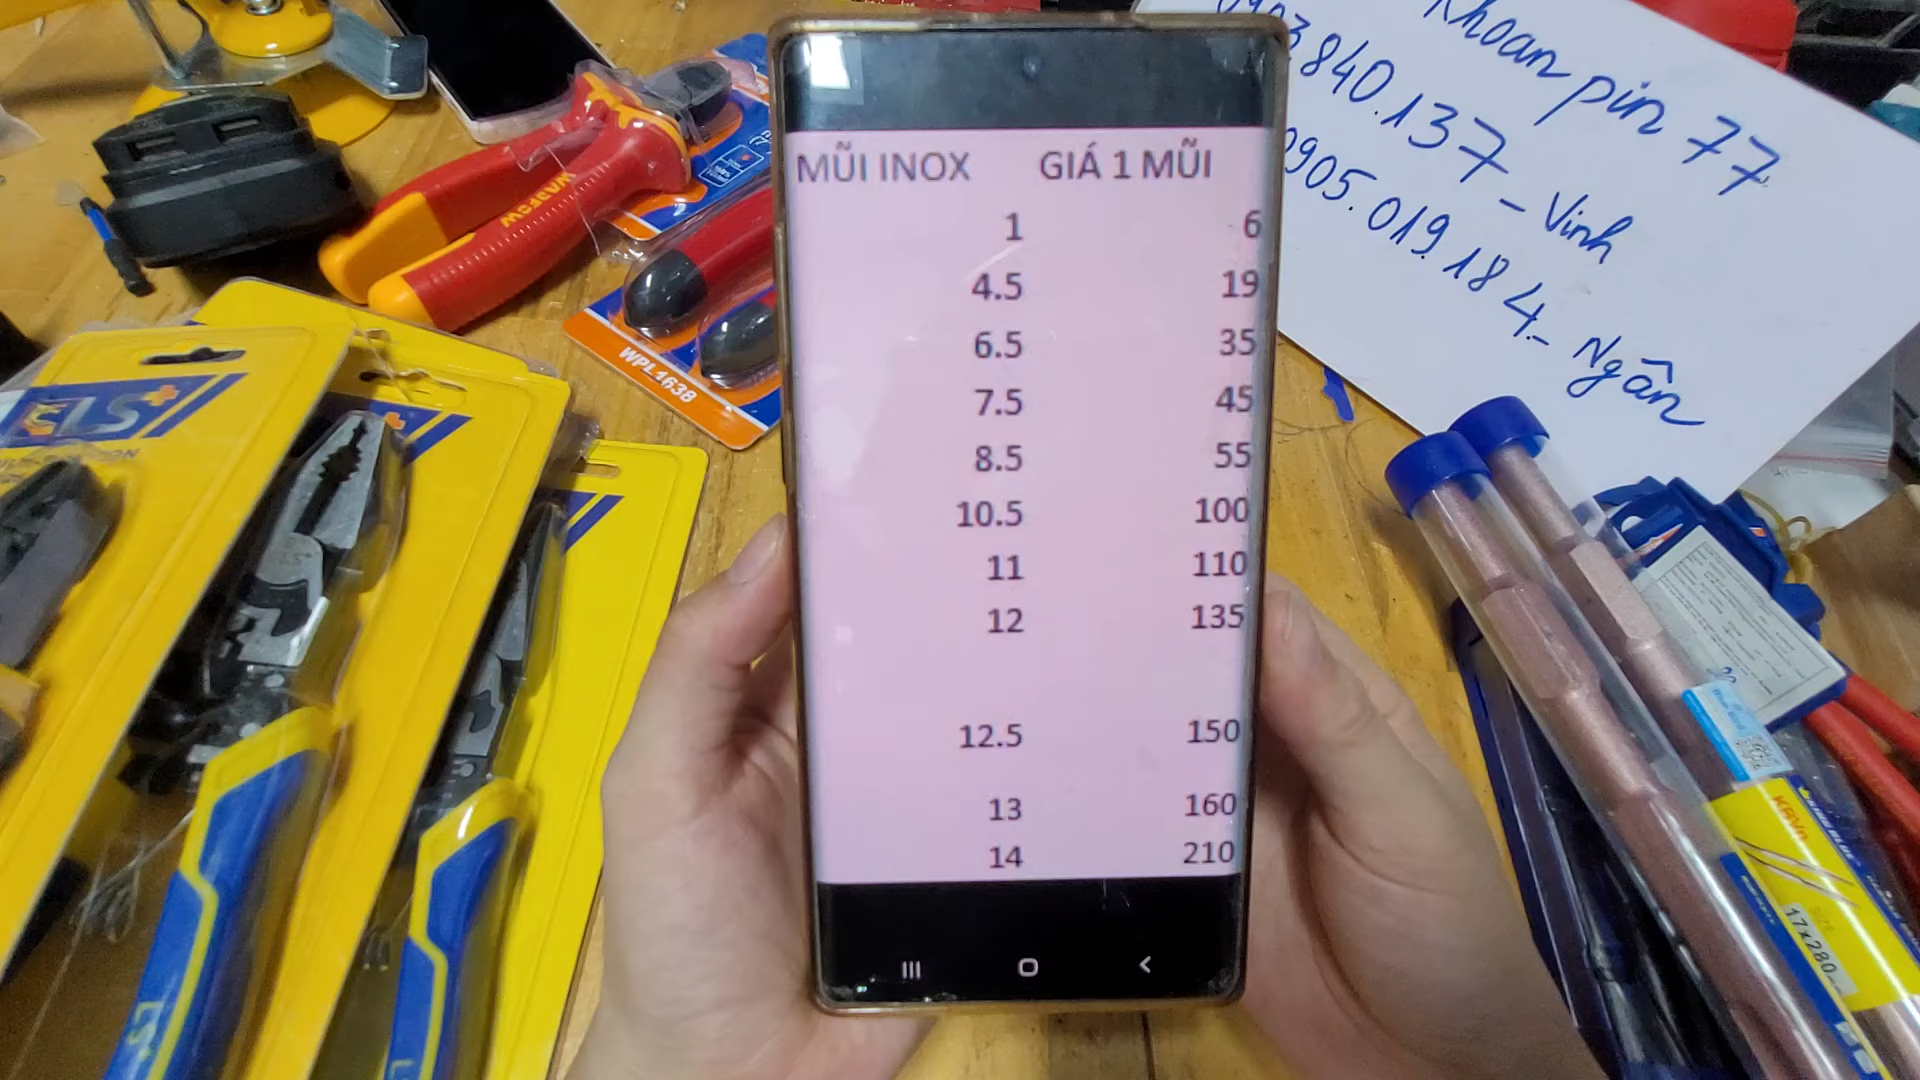 MŨI INOX GIÁ 1 MŨI
1 6
4.5 19
6.5 35
7.5 45
8.5 55
10.5 100
11 110
12 135
12.5 150
13 160
14 210
Khoan pin 77
840.137 - Vinh
0905.019.184 - Ngân
WADFOW
WPL1638
ELS
17x280